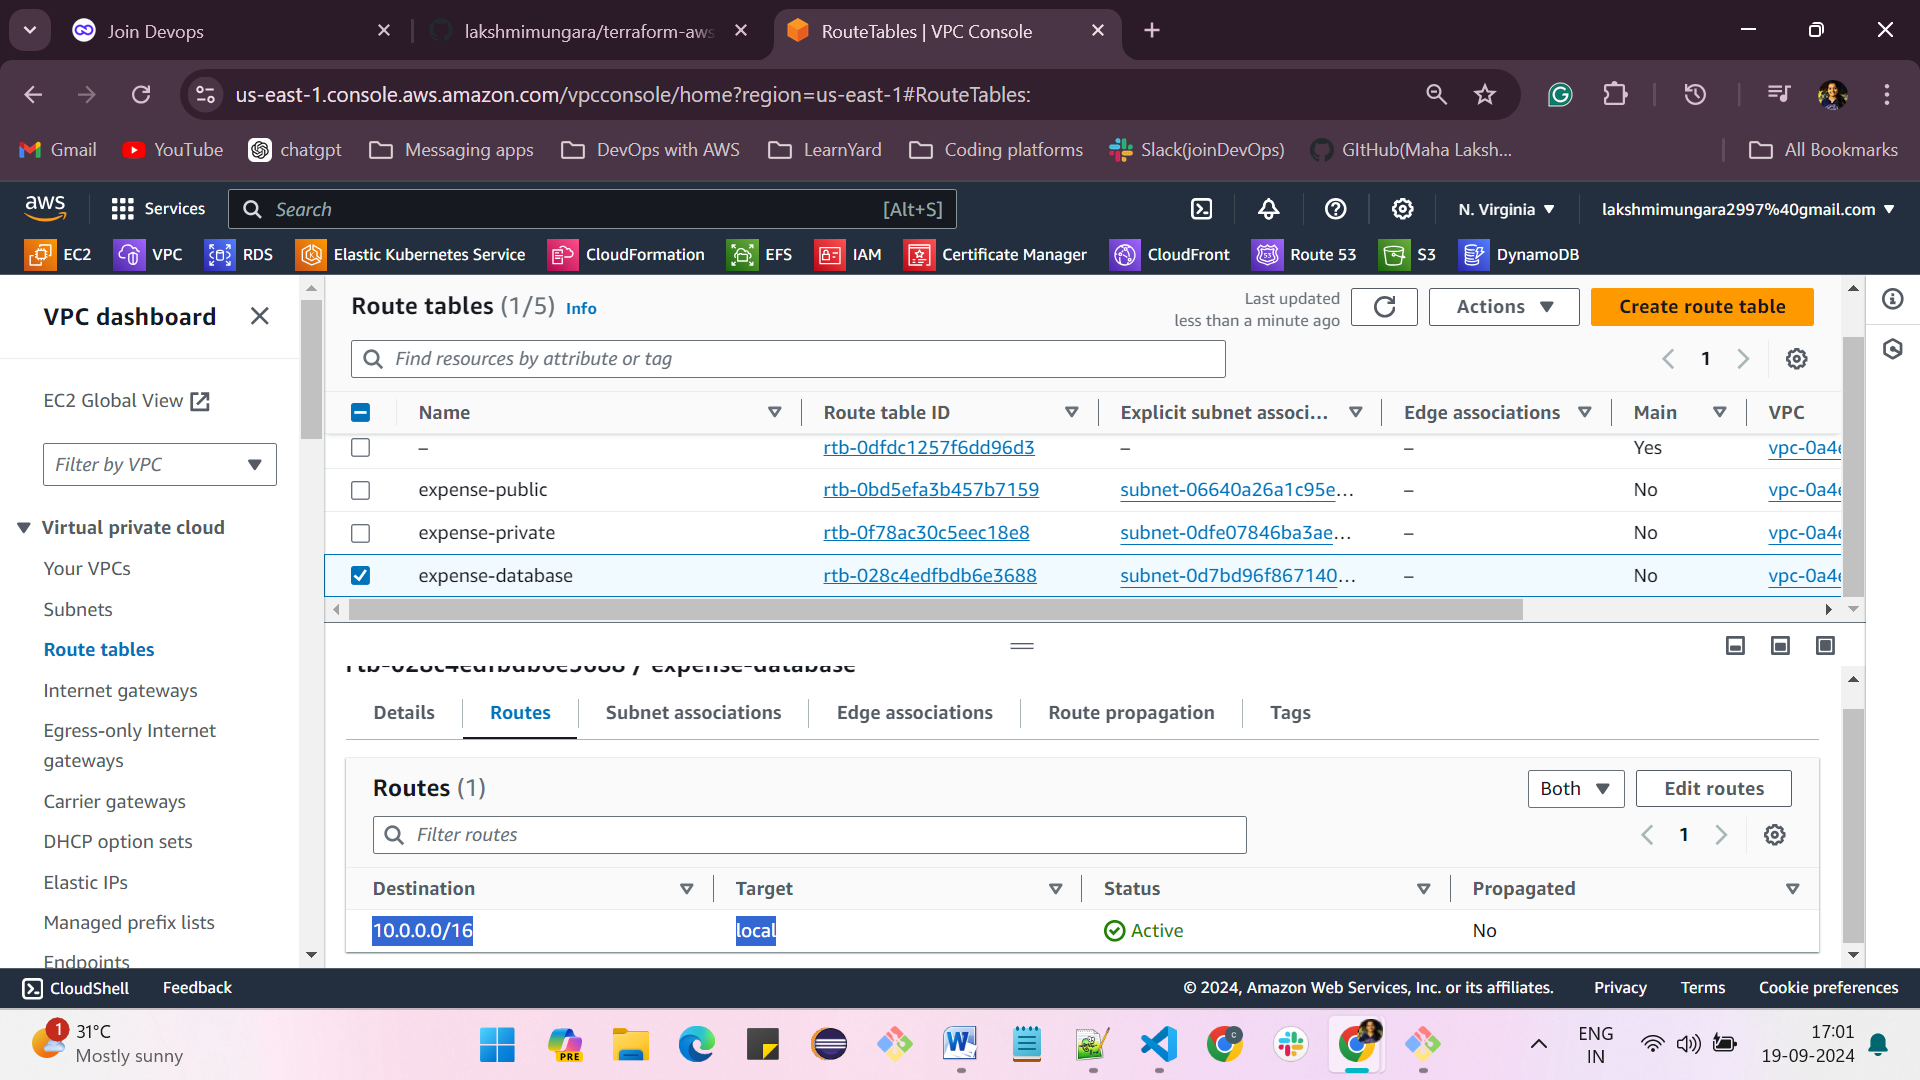 Join Devops
lakshmimungara/terraform-aws
RouteTables | VPC Console
us-east-1.console.aws.amazon.com/vpcconsole/home?region=us-east-1#RouteTables:
Gmail YouTube chatgpt Messaging apps DevOps with AWS LearnYard Coding platforms Slack(joinDevOps) GItHub(Maha Laksh... All Bookmarks
aws Services Search [Alt+S] N. Virginia lakshmimungara2997%40gmail.com
EC2 VPC RDS Elastic Kubernetes Service CloudFormation EFS IAM Certificate Manager CloudFront Route 53 S3 DynamoDB
VPC dashboard
EC2 Global View
Filter by VPC
Virtual private cloud
Your VPCs
Subnets
Route tables
Internet gateways
Egress-only Internet
gateways
Carrier gateways
DHCP option sets
Elastic IPs
Managed prefix lists
Endpoints
Route tables (1/5) Info
Last updated
less than a minute ago
Actions
Create route table
Find resources by attribute or tag
1
Name Route table ID Explicit subnet associ... Edge associations Main VPC
– rtb-0dfdc1257f6dd96d3 – – Yes vpc-0a4
expense-public rtb-0bd5efa3b457b7159 subnet-06640a26a1c95e... – No vpc-0a4
expense-private rtb-0f78ac30c5eec18e8 subnet-0dfe07846ba3ae... – No vpc-0a4
expense-database rtb-028c4edfbdb6e3688 subnet-0d7bd96f867140... – No vpc-0a4
rtb-028c4edfbdb6e3688 / expense-database
Details Routes Subnet associations Edge associations Route propagation Tags
Routes (1)
Both
Edit routes
Filter routes
1
Destination Target Status Propagated
10.0.0.0/16 local Active No
CloudShell Feedback © 2024, Amazon Web Services, Inc. or its affiliates. Privacy Terms Cookie preferences
1
31°C
Mostly sunny
PRE
ENG
IN
17:01
19-09-2024